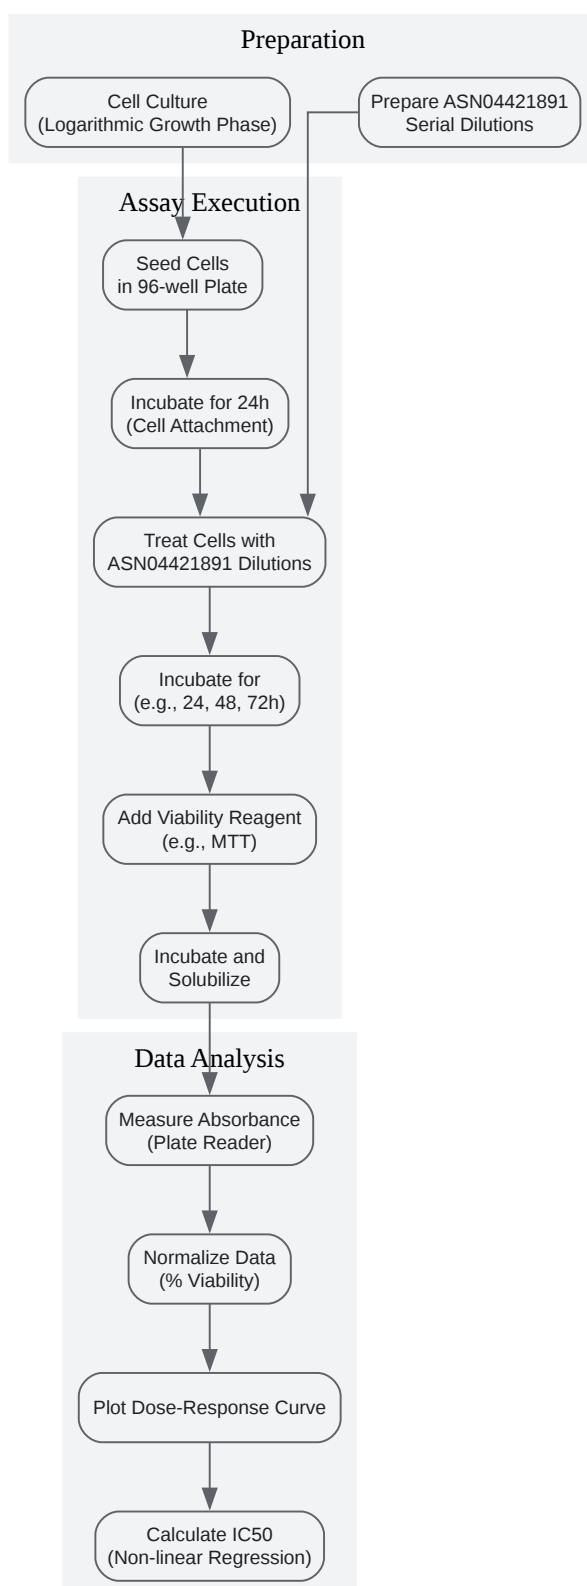 Preparation
Cell Culture
(Logarithmic Growth Phase)
Prepare ASN04421891
Serial Dilutions
Assay Execution
Seed Cells
in 96-well Plate
Incubate for 24h
(Cell Attachment)
Treat Cells with
ASN04421891 Dilutions
Incubate for
(e.g., 24, 48, 72h)
Add Viability Reagent
(e.g., MTT)
Incubate and
Solubilize
Data Analysis
Measure Absorbance
(Plate Reader)
Normalize Data
(% Viability)
Plot Dose-Response Curve
Calculate IC50
(Non-linear Regression)